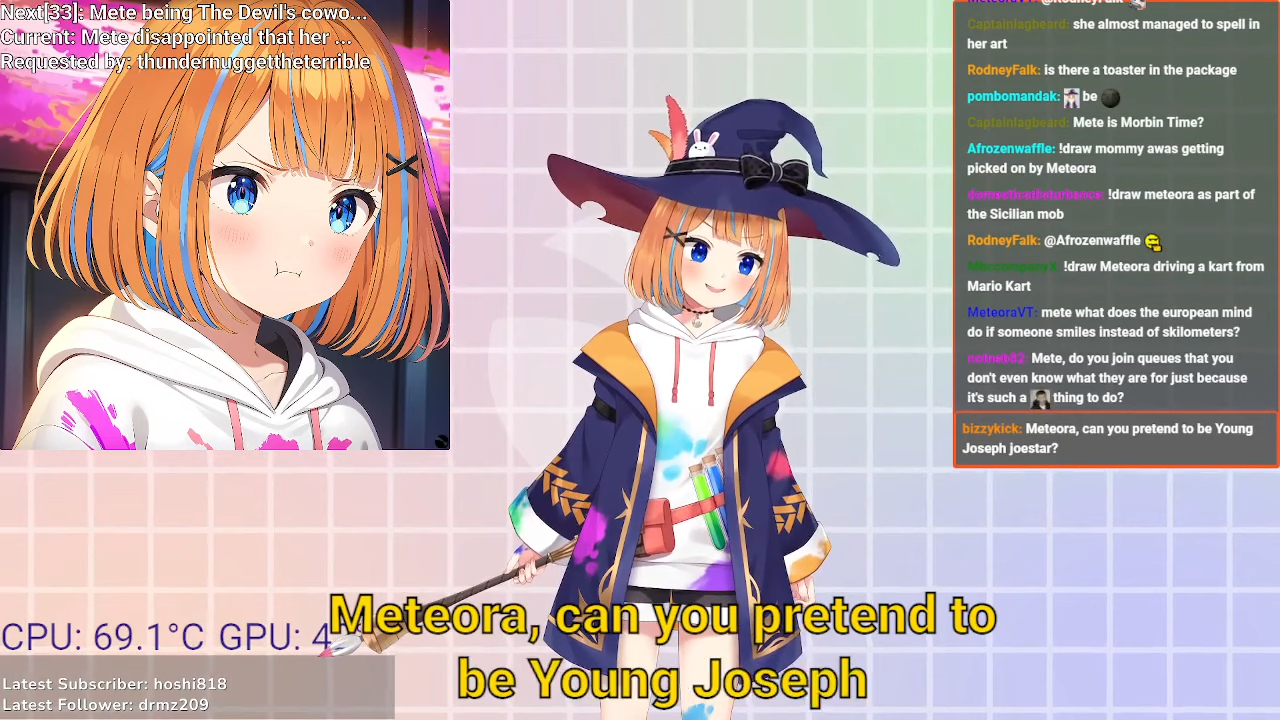 Next[33]: Mete being The Devil's cowo...
Current: Mete disappointed that her ...
Requested by: thundernuggettheterrible
Captainlagbeard: she almost managed to spell in
her art
RodneyFalk: is there a toaster in the package
pombomandak: be
Captainlagbeard: Mete is Morbin Time?
Afrozenwaffle: !draw mommy awas getting
picked on by Meteora
domesticdisturbance: !draw meteora as part of
the Sicilian mob
RodneyFalk: @Afrozenwaffle
!draw Meteora driving a kart from
Mario Kart
MeteoraVT: mete what does the european mind
do if someone smiles instead of skilometers?
Mete, do you join queues that you
don't even know what they are for just because
it's such a thing to do?
bizzykick: Meteora, can you pretend to be Young
Joseph joestar?
Meteora, can you pretend to
be Young Joseph
CPU: 69.1°C GPU: 4
Latest Subscriber: hoshi818
Latest Follower: drmz209